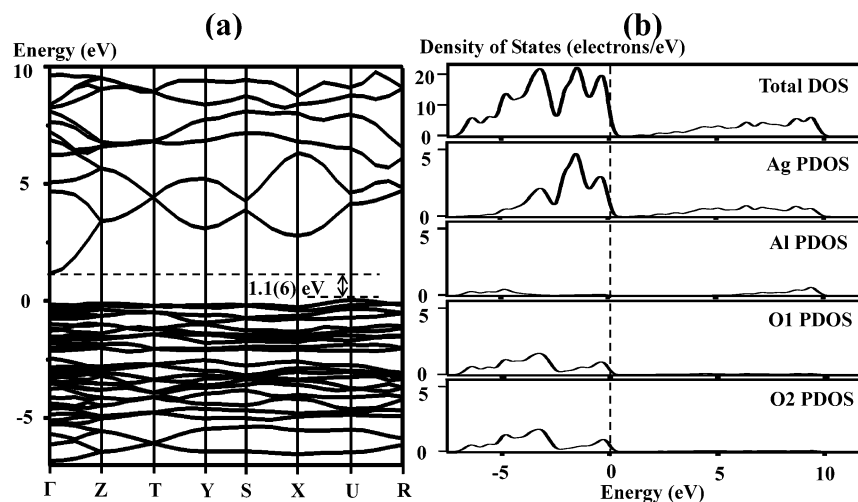 (a)
Energy (eV)
10
5
0
-5
1.1(6) eV
Γ Z T Y S X U R
(b)
Density of States (electrons/eV)
20
10
0
Total DOS
5
0
Ag PDOS
5
0
Al PDOS
5
0
O1 PDOS
5
0
O2 PDOS
-5 0 5 10
Energy (eV)